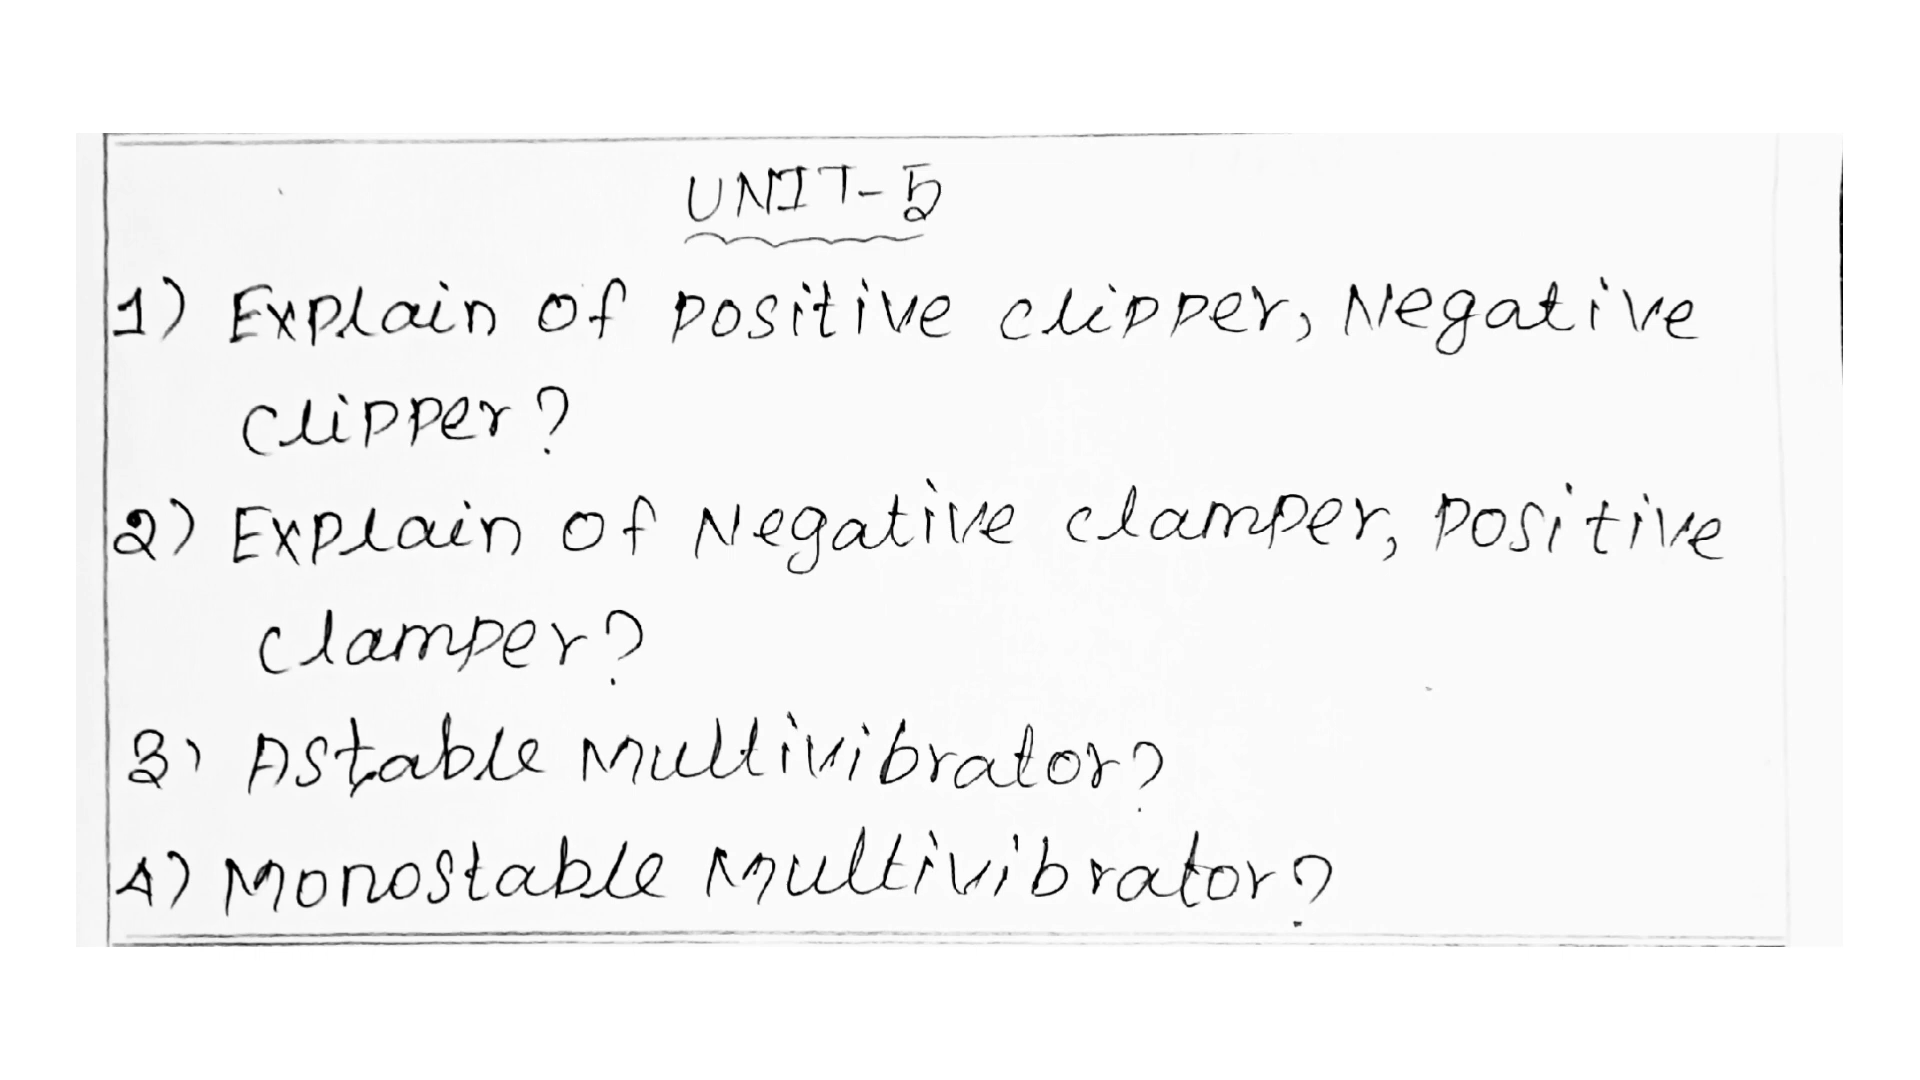 UNIT-5
1) Explain of positive clipper, Negative
clipper?
2) Explain of Negative clamper, positive
clamper?
3) Astable Multivibrator?
4) Monostable Multivibrator?